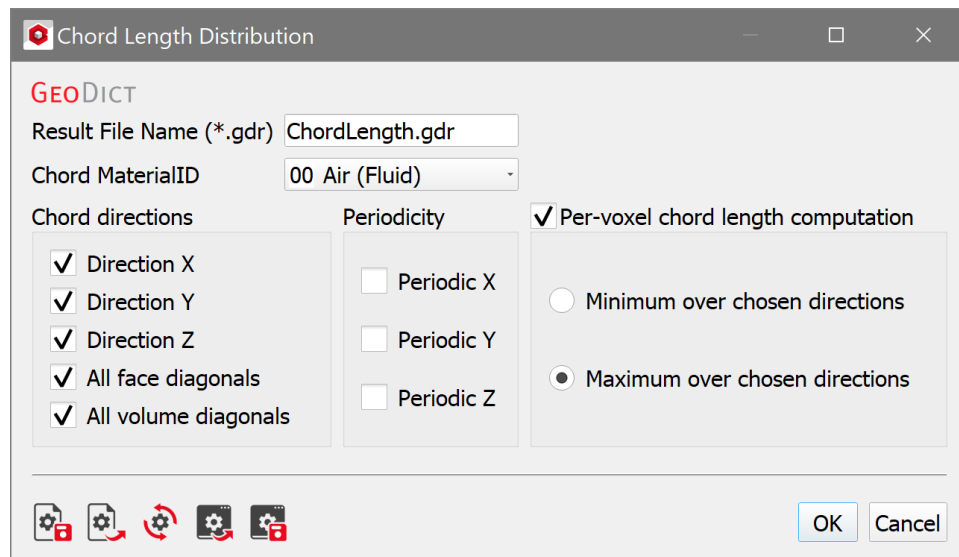 Chord Length Distribution
GEODICT
Result File Name (*.gdr) ChordLength.gdr
Chord MaterialID 00 Air (Fluid)
Chord directions Periodicity Per-voxel chord length computation
Direction X
Direction Y
Direction Z
All face diagonals
All volume diagonals
Periodic X
Periodic Y
Periodic Z
Minimum over chosen directions
Maximum over chosen directions
OK Cancel